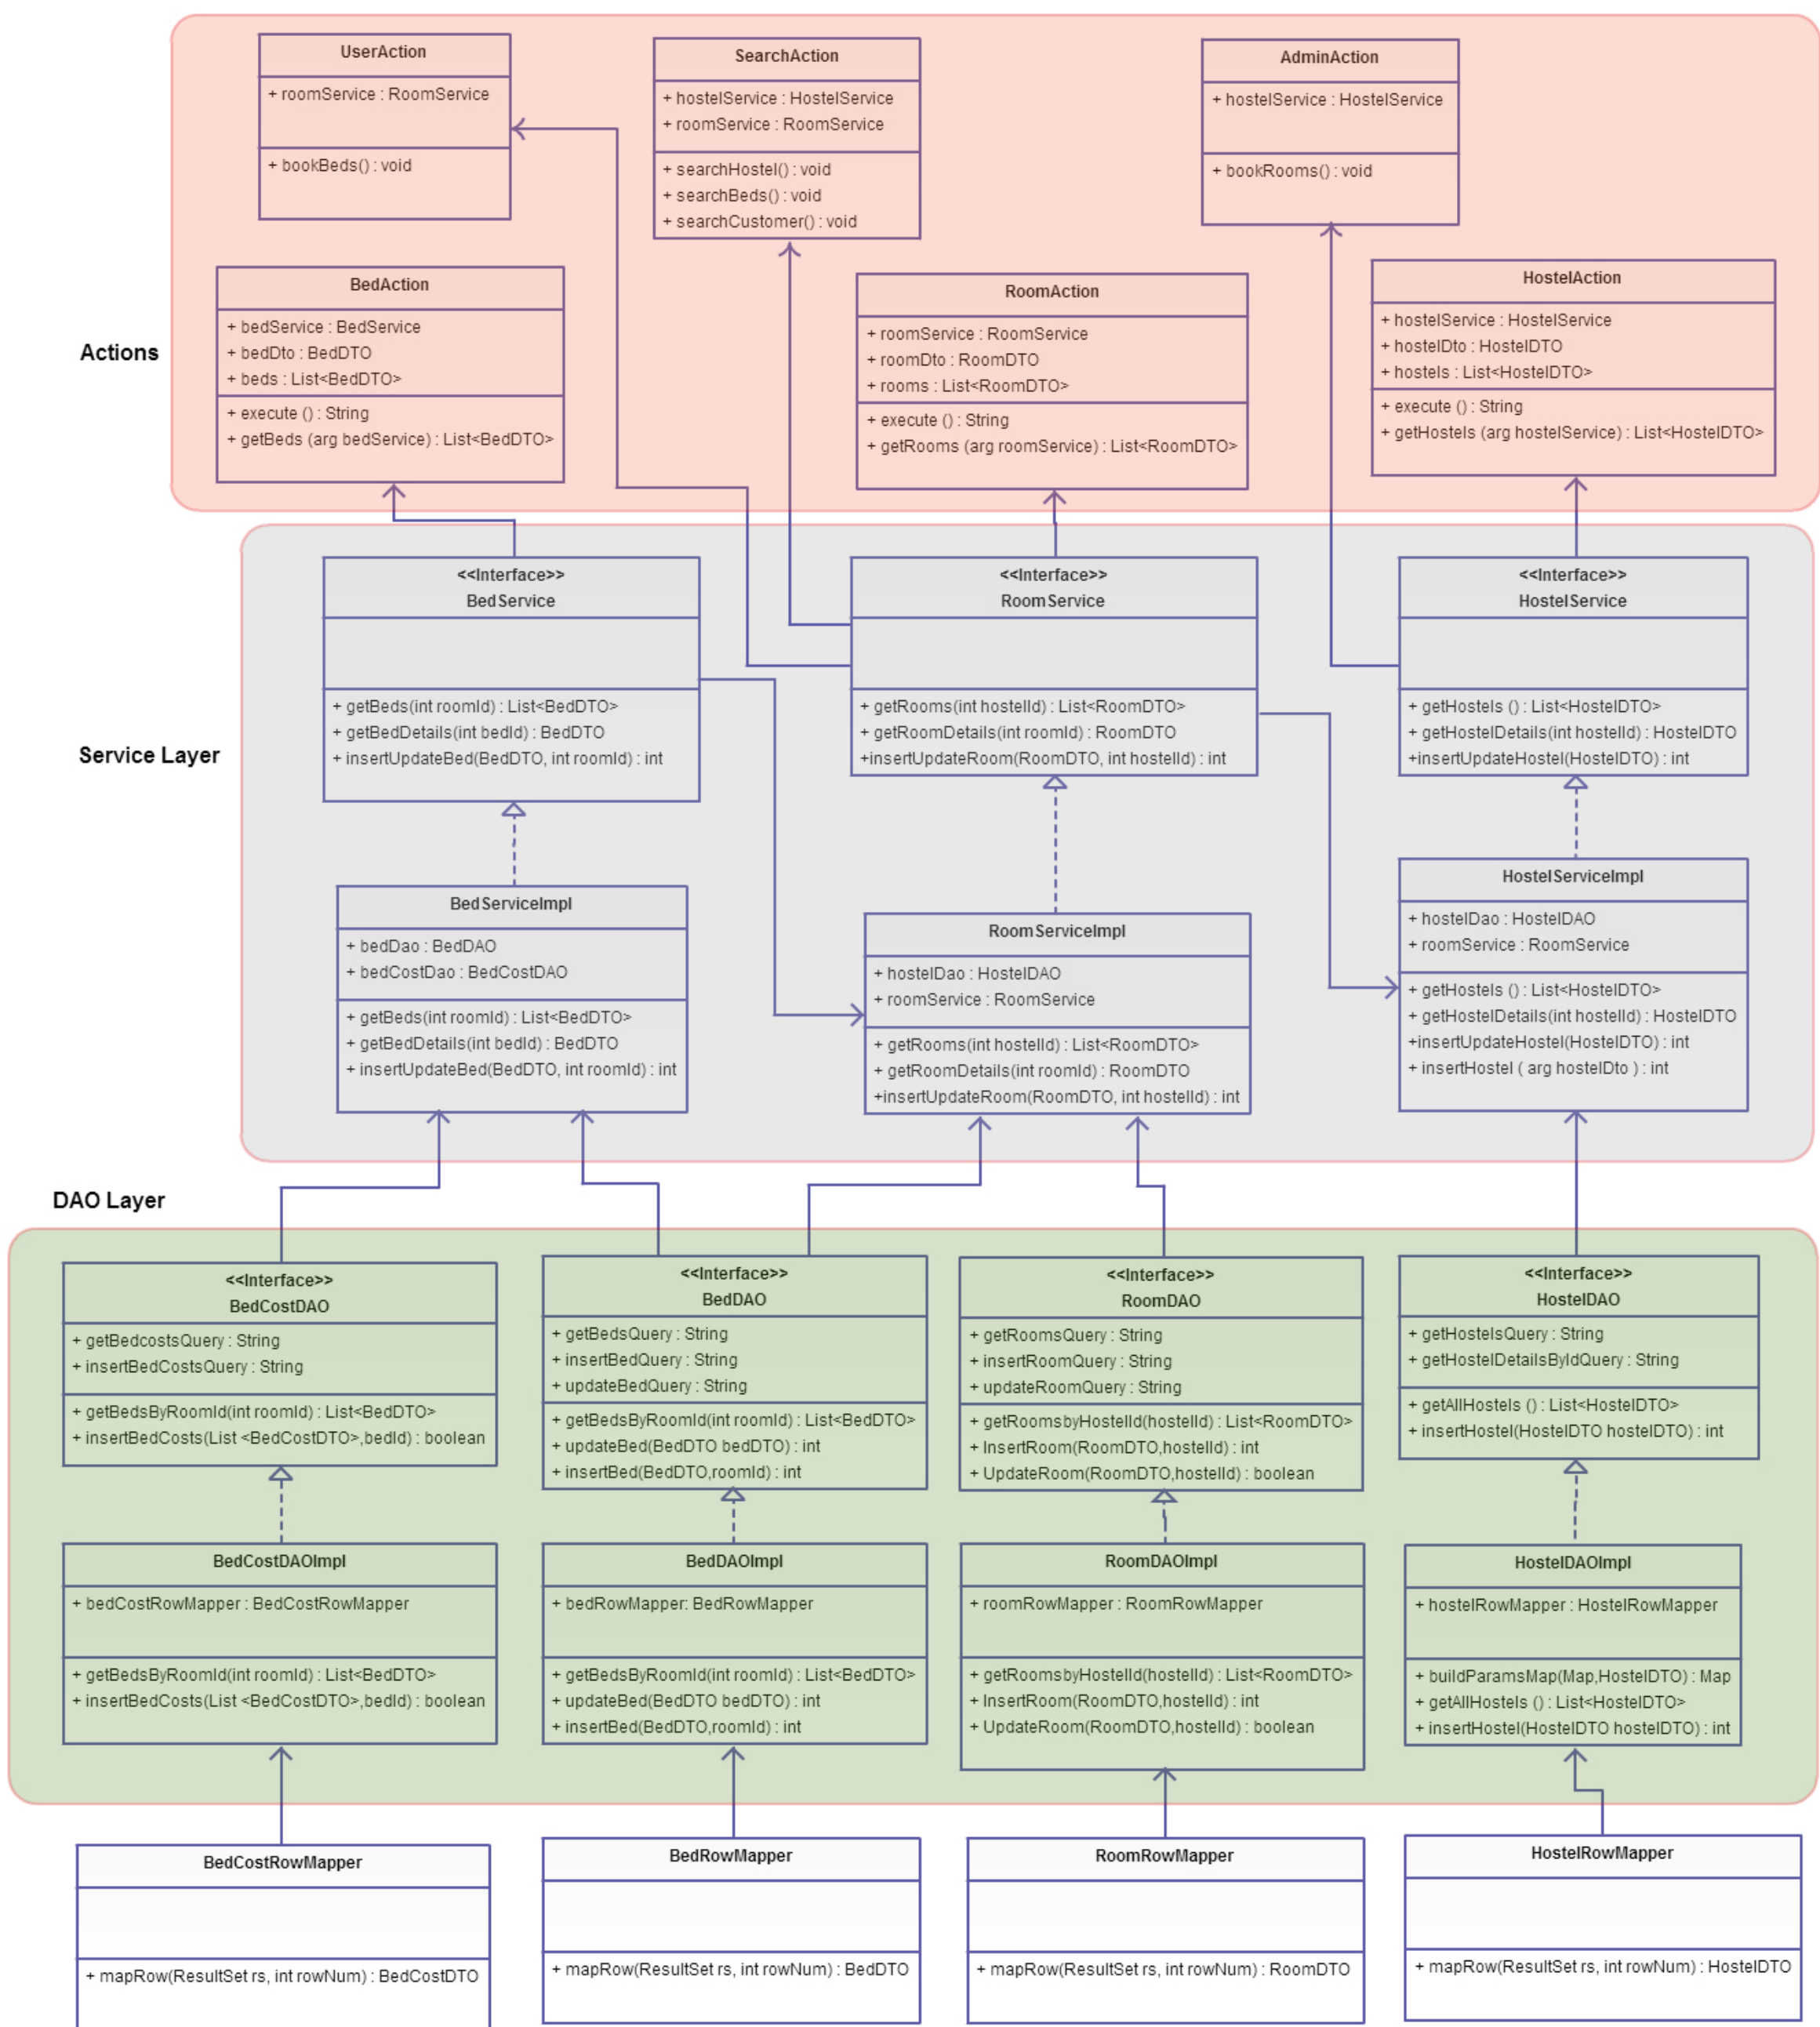 UserAction
+ roomService : RoomService
+ bookBeds() : void
SearchAction
+ hostelService : HostelService
+ roomService : RoomService
+ searchHostel() : void
+ searchBeds() : void
+ searchCustomer() : void
AdminAction
+ hostelService : HostelService
+ bookRooms() : void
Actions
BedAction
+ bedService : BedService
+ bedDto : BedDTO
+ beds : List<BedDTO>
+ execute () : String
+ getBeds (arg bedService) : List<BedDTO>
RoomAction
+ roomService : RoomService
+ roomDto : RoomDTO
+ rooms : List<RoomDTO>
+ execute () : String
+ getRooms (arg roomService) : List<RoomDTO>
HostelAction
+ hostelService : HostelService
+ hostelDto : HostelDTO
+ hostels : List<HostelDTO>
+ execute () : String
+ getHostels (arg hostelService) : List<HostelDTO>
Service Layer
<<Interface>>
BedService
+ getBeds(int roomId) : List<BedDTO>
+ getBedDetails(int bedId) : BedDTO
+ insertUpdateBed(BedDTO, int roomId) : int
<<Interface>>
RoomService
+ getRooms(int hostelId) : List<RoomDTO>
+ getRoomDetails(int roomId) : RoomDTO
+insertUpdateRoom(RoomDTO, int hostelId) : int
<<Interface>>
HostelService
+ getHostels () : List<HostelDTO>
+ getHostelDetails(int hostelId) : HostelDTO
+insertUpdateHostel(HostelDTO) : int
BedServiceImpl
+ bedDao : BedDAO
+ bedCostDao : BedCostDAO
+ getBeds(int roomId) : List<BedDTO>
+ getBedDetails(int bedId) : BedDTO
+ insertUpdateBed(BedDTO, int roomId) : int
RoomServiceImpl
+ hostelDao : HostelDAO
+ roomService : RoomService
+ getRooms(int hostelId) : List<RoomDTO>
+ getRoomDetails(int roomId) : RoomDTO
+insertUpdateRoom(RoomDTO, int hostelId) : int
HostelServiceImpl
+ hostelDao : HostelDAO
+ roomService : RoomService
+ getHostels () : List<HostelDTO>
+ getHostelDetails(int hostelId) : HostelDTO
+insertUpdateHostel(HostelDTO) : int
+ insertHostel ( arg hostelDto ) : int
DAO Layer
<<Interface>>
BedCostDAO
+ getBedcostsQuery : String
+ insertBedCostsQuery : String
+ getBedsByRoomId(int roomId) : List<BedDTO>
+ insertBedCosts(List <BedCostDTO>,bedId) : boolean
<<Interface>>
BedDAO
+ getBedsQuery : String
+ insertBedQuery : String
+ updateBedQuery : String
+ getBedsByRoomId(int roomId) : List<BedDTO>
+ updateBed(BedDTO bedDTO) : int
+ insertBed(BedDTO,roomId) : int
<<Interface>>
RoomDAO
+ getRoomsQuery : String
+ insertRoomQuery : String
+ updateRoomQuery : String
+ getRoomsbyHostelId(hostelId) : List<RoomDTO>
+ InsertRoom(RoomDTO,hostelId) : int
+ UpdateRoom(RoomDTO,hostelId) : boolean
<<Interface>>
HostelDAO
+ getHostelsQuery : String
+ getHostelDetailsByIdQuery : String
+ getAllHostels () : List<HostelDTO>
+ insertHostel(HostelDTO hostelDTO) : int
BedCostDAOImpl
+ bedCostRowMapper : BedCostRowMapper
+ getBedsByRoomId(int roomId) : List<BedDTO>
+ insertBedCosts(List <BedCostDTO>,bedId) : boolean
BedDAOImpl
+ bedRowMapper: BedRowMapper
+ getBedsByRoomId(int roomId) : List<BedDTO>
+ updateBed(BedDTO bedDTO) : int
+ insertBed(BedDTO,roomId) : int
RoomDAOImpl
+ roomRowMapper : RoomRowMapper
+ getRoomsbyHostelId(hostelId) : List<RoomDTO>
+ InsertRoom(RoomDTO,hostelId) : int
+ UpdateRoom(RoomDTO,hostelId) : boolean
HostelDAOImpl
+ hostelRowMapper : HostelRowMapper
+ buildParamsMap(Map,HostelDTO) : Map
+ getAllHostels () : List<HostelDTO>
+ insertHostel(HostelDTO hostelDTO) : int
BedCostRowMapper
+ mapRow(ResultSet rs, int rowNum) : BedCostDTO
BedRowMapper
+ mapRow(ResultSet rs, int rowNum) : BedDTO
RoomRowMapper
+ mapRow(ResultSet rs, int rowNum) : RoomDTO
HostelRowMapper
+ mapRow(ResultSet rs, int rowNum) : HostelDTO